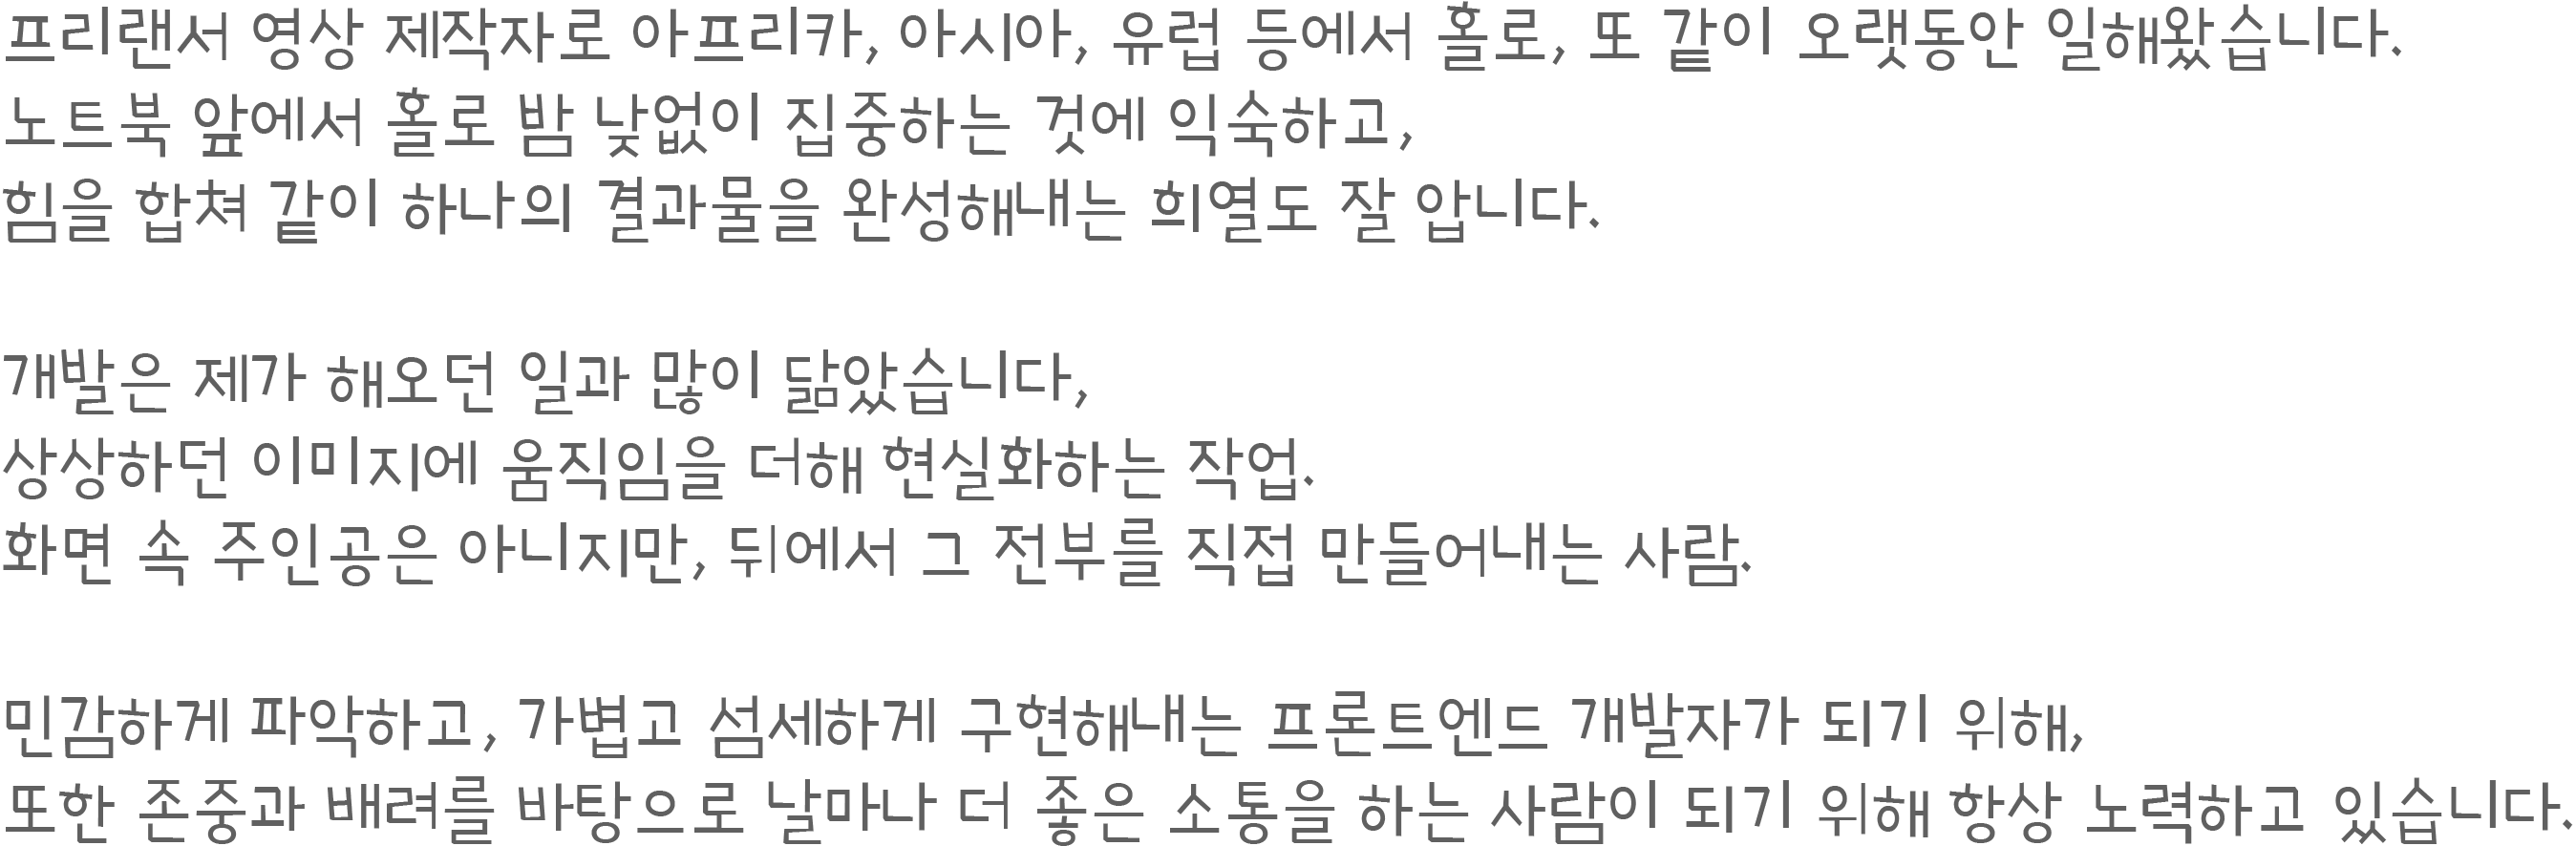 프리랜서 영상 제작자로 아프리카, 아시아, 유럽 등에서 홀로, 또 같이 오랫동안 일해왔습니다.
노트북 앞에서 홀로 밤 낮없이 집중하는 것에 익숙하고,
힘을 합쳐 같이 하나의 결과물을 완성해내는 희열도 잘 압니다.
개발은 제가 해오던 일과 많이 닮았습니다,
상상하던 이미지에 움직임을 더해 현실화하는 작업.
화면 속 주인공은 아니지만, 뒤에서 그 전부를 직접 만들어내는 사람.
민감하게 파악하고, 가볍고 섬세하게 구현해내는 프론트엔드 개발자가 되기 위해,
또한 존중과 배려를 바탕으로 날마나 더 좋은 소통을 하는 사람이 되기 위해 항상 노력하고 있습니다.